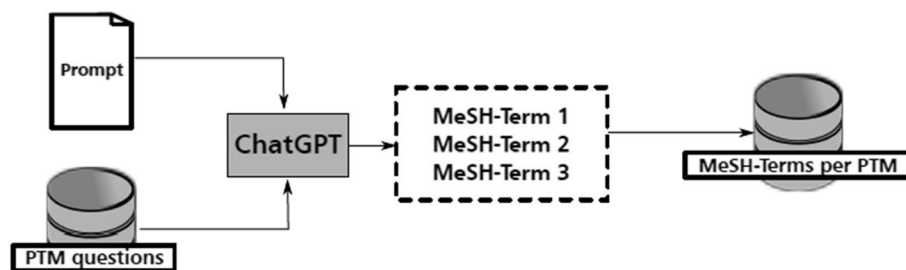 Prompt
ChatGPT
MeSH-Term 1
MeSH-Term 2
MeSH-Term 3
MeSH-Terms per PTM
PTM questions